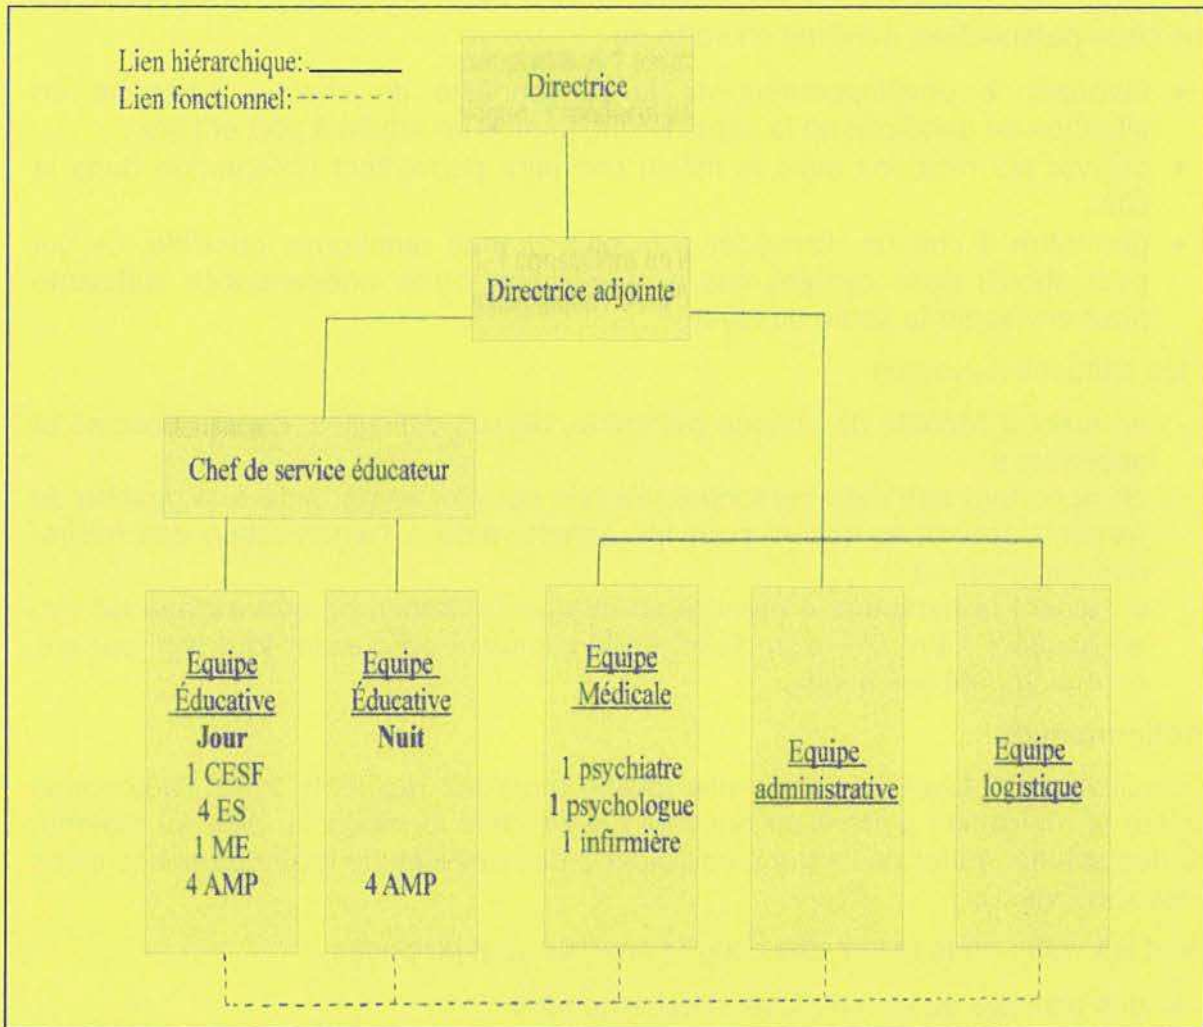 Lien hiérarchique:
Lien fonctionnel:
Directrice
Directrice adjointe
Chef de service éducateur
Equipe
Éducative
Jour
1 CESF
4 ES
1 ME
4 AMP
Equipe
Éducative
Nuit
4 AMP
Equipe
Médicale
1 psychiatre
1 psychologue
1 infirmière
Equipe
administrative
Equipe
logistique